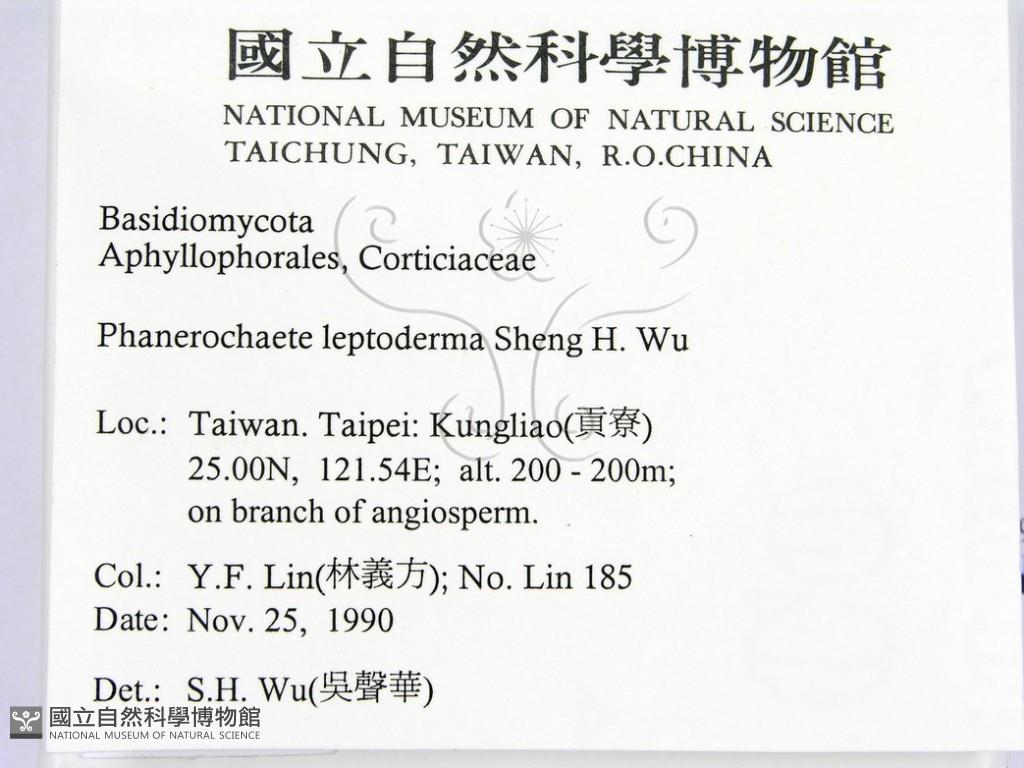 國立自然科學博物館
NATIONAL MUSEUM OF NATURAL SCIENCE
TAICHUNG, TAIWAN, R.O.CHINA
Basidiomycota
Aphyllophorales, Corticiaceae
Phanerochaete leptoderma Sheng H. Wu
Loc.: Taiwan. Taipei: Kungliao(貢寮)
25.00N, 121.54E; alt. 200 - 200m;
on branch of angiosperm.
Col.: Y.F. Lin(林義方); No. Lin 185
Date: Nov. 25, 1990
Det.: S.H. Wu(吳聲華)
國立自然科學博物館
NATIONAL MUSEUM OF NATURAL SCIENCE